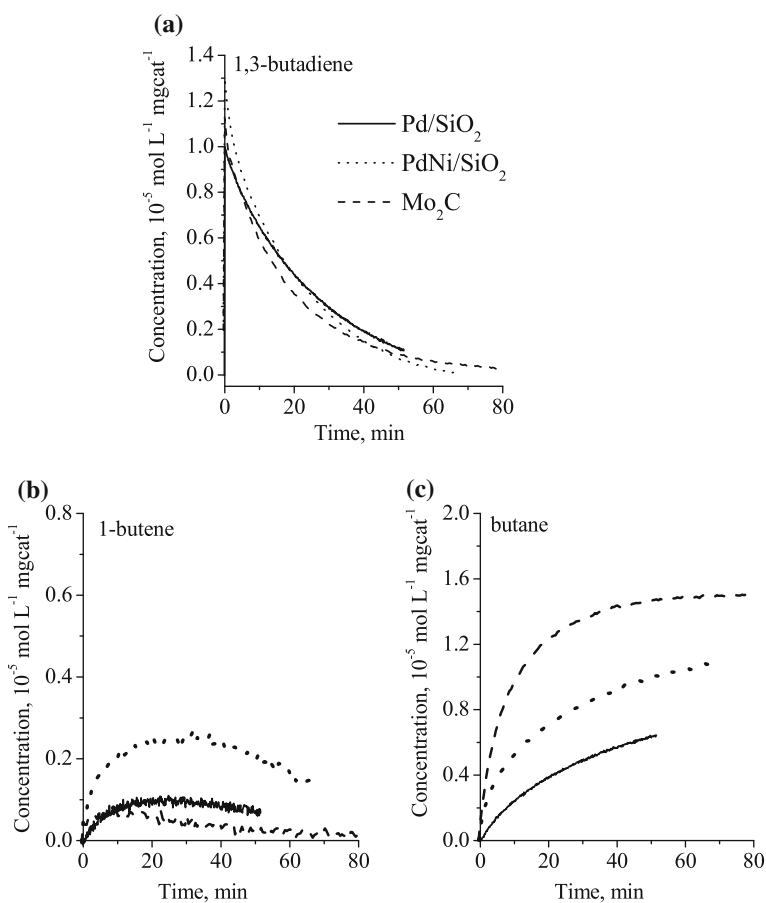 (a)
1.4
1,3-butadiene
1.2
1.0
0.8
0.6
0.4
0.2
0.0
Concentration, 10⁻⁵ mol L⁻¹ mgcat⁻¹
Pd/SiO₂
PdNi/SiO₂
Mo₂C
0 20 40 60 80
Time, min
(b)
0.8
1-butene
0.6
0.4
0.2
0.0
Concentration, 10⁻⁵ mol L⁻¹ mgcat⁻¹
0 20 40 60 80
Time, min
(c)
2.0
butane
1.6
1.2
0.8
0.4
0.0
Concentration, 10⁻⁵ mol L⁻¹ mgcat⁻¹
0 20 40 60 80
Time, min